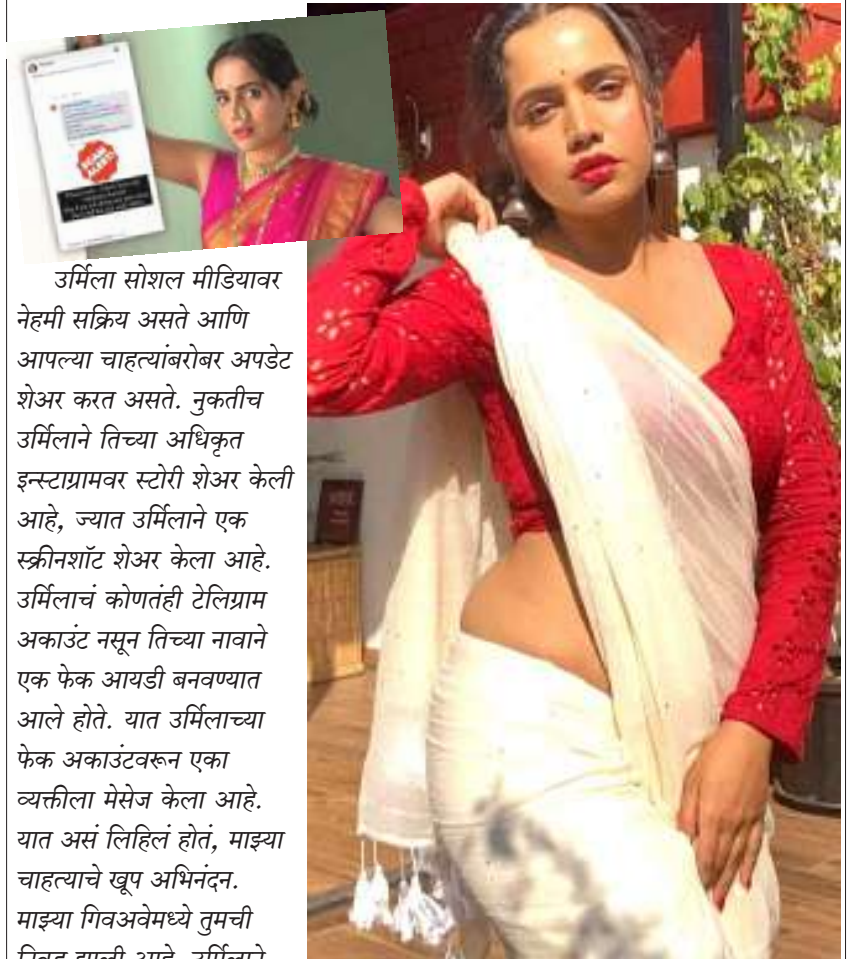 SCAM
ALERT!
उर्मिला सोशल मीडियावर
नेहमी सक्रिय असते आणि
आपल्या चाहत्यांबरोबर अपडेट
शेअर करत असते. नुकतीच
उर्मिलाने तिच्या अधिकृत
इन्स्टाग्रामवर स्टोरी शेअर केली
आहे, ज्यात उर्मिलाने एक
स्क्रीनशॉट शेअर केला आहे.
उर्मिलाचं कोणतंही टेलिग्राम
अकाउंट नसून तिच्या नावाने
एक फेक आयडी बनवण्यात
आले होते. यात उर्मिलाच्या
फेक अकाउंटवरून एका
व्यक्तीला मेसेज केला आहे.
यात असं लिहिलं होतं, माझ्या
चाहत्याचे खूप अभिनंदन.
माझ्या गिवअवेमध्ये तुमची